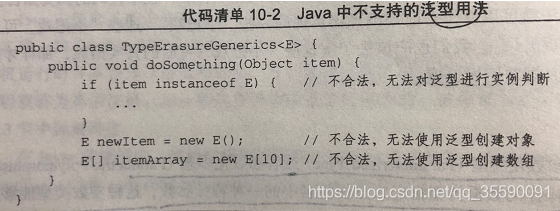 代码清单 10-2 Java 中不支持的泛型用法
public class TypeErasureGenerics<E> {
    public void doSomething(Object item) {
        if (item instanceof E) {    // 不合法，无法对泛型进行实例判断
            ...
        }
        E newItem = new E();        // 不合法，无法使用泛型创建对象
        E[] itemArray = new E[10];  // 不合法，无法使用泛型创建数组
    }
}
https://blog.csdn.net/qq_35590091